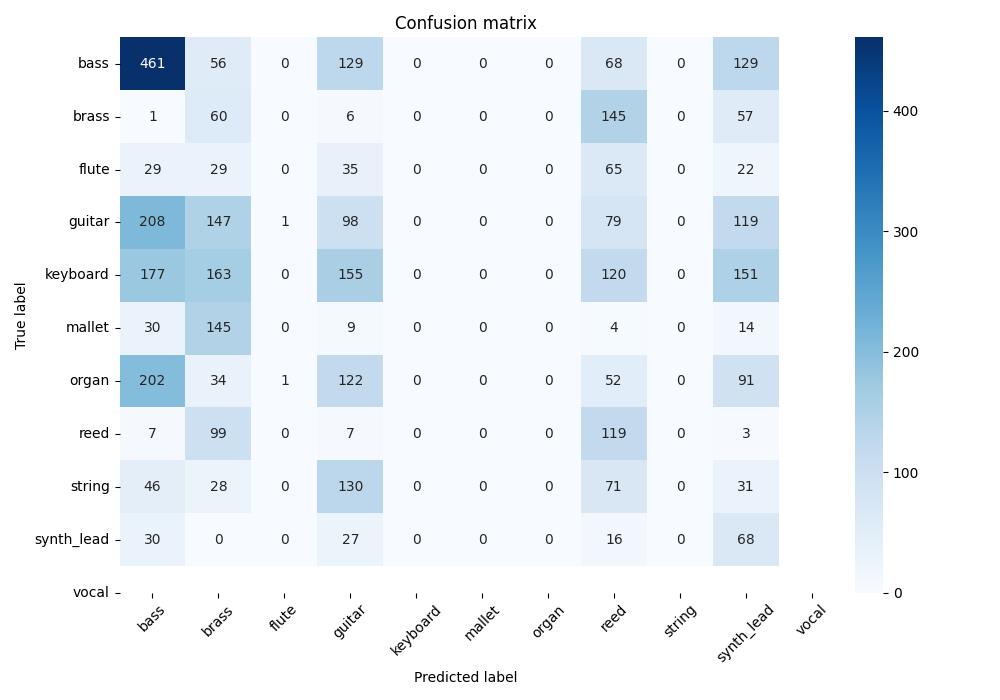 Confusion matrix
True label
bass 461 56 0 129 0 0 0 68 0 129
brass 1 60 0 6 0 0 0 145 0 57
flute 29 29 0 35 0 0 0 65 0 22
guitar 208 147 1 98 0 0 0 79 0 119
keyboard 177 163 0 155 0 0 0 120 0 151
mallet 30 145 0 9 0 0 0 4 0 14
organ 202 34 1 122 0 0 0 52 0 91
reed 7 99 0 7 0 0 0 119 0 3
string 46 28 0 130 0 0 0 71 0 31
synth_lead 30 0 0 27 0 0 0 16 0 68
vocal
bass brass flute guitar keyboard mallet organ reed string synth_lead vocal
Predicted label
400
300
200
100
0